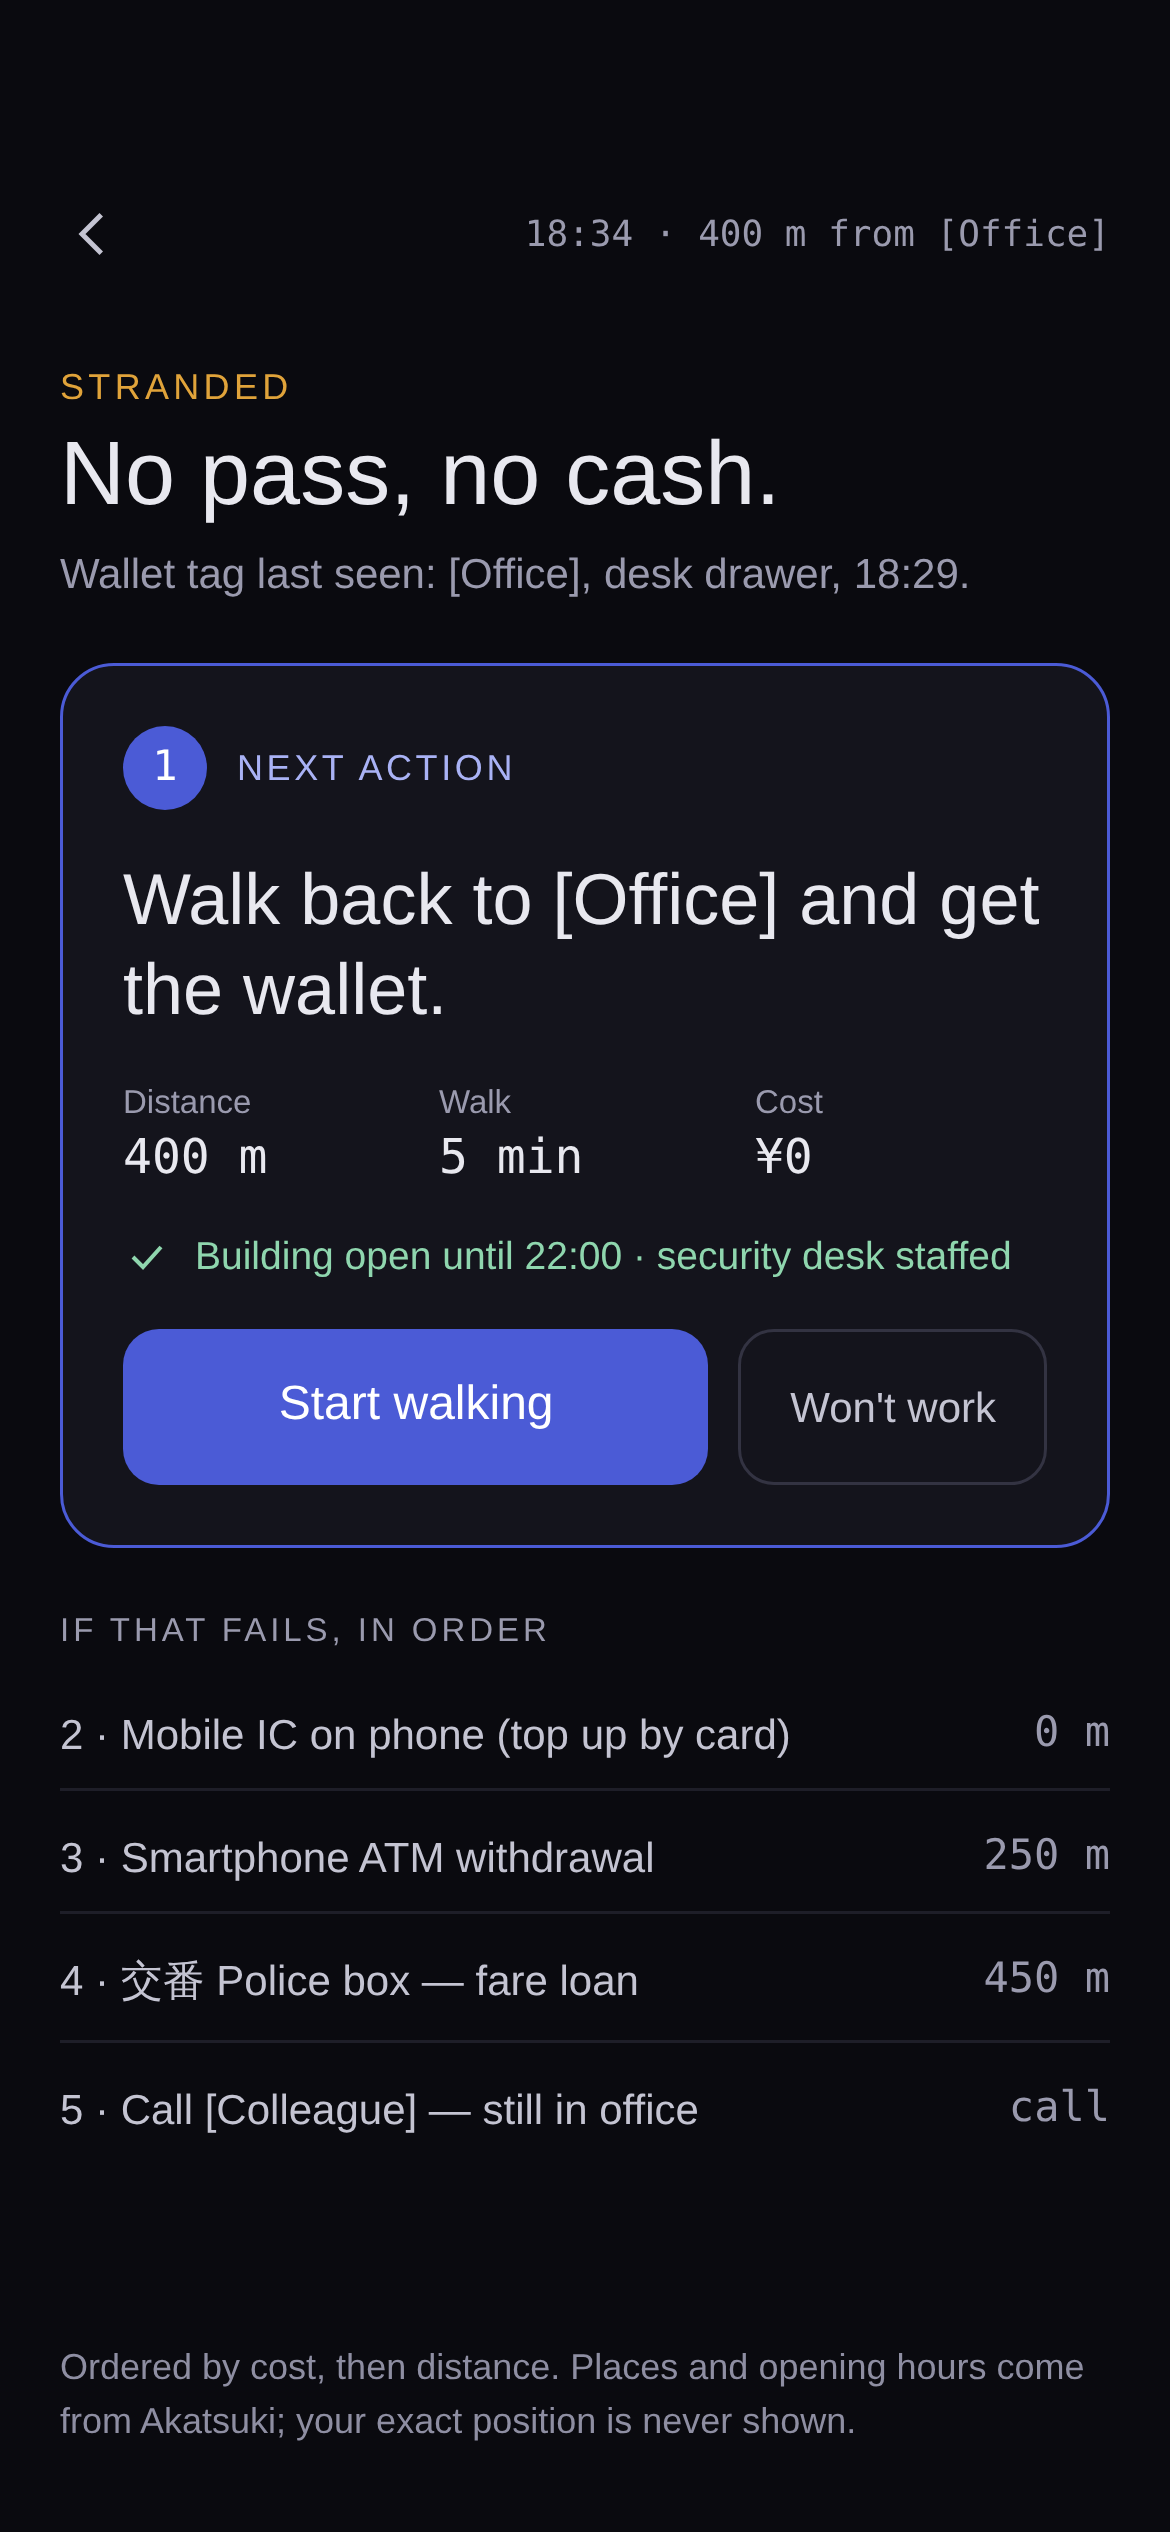 18:34 · 400 m from [Office]
STRANDED
No pass, no cash.
Wallet tag last seen: [Office], desk drawer, 18:29.
1 NEXT ACTION
Walk back to [Office] and get
the wallet.
Distance Walk Cost
400 m 5 min ¥0
Building open until 22:00 · security desk staffed
Start walking Won't work
IF THAT FAILS, IN ORDER
2 · Mobile IC on phone (top up by card) 0 m
3 · Smartphone ATM withdrawal 250 m
4 · 交番 Police box — fare loan 450 m
5 · Call [Colleague] — still in office call
Ordered by cost, then distance. Places and opening hours come
from Akatsuki; your exact position is never shown.